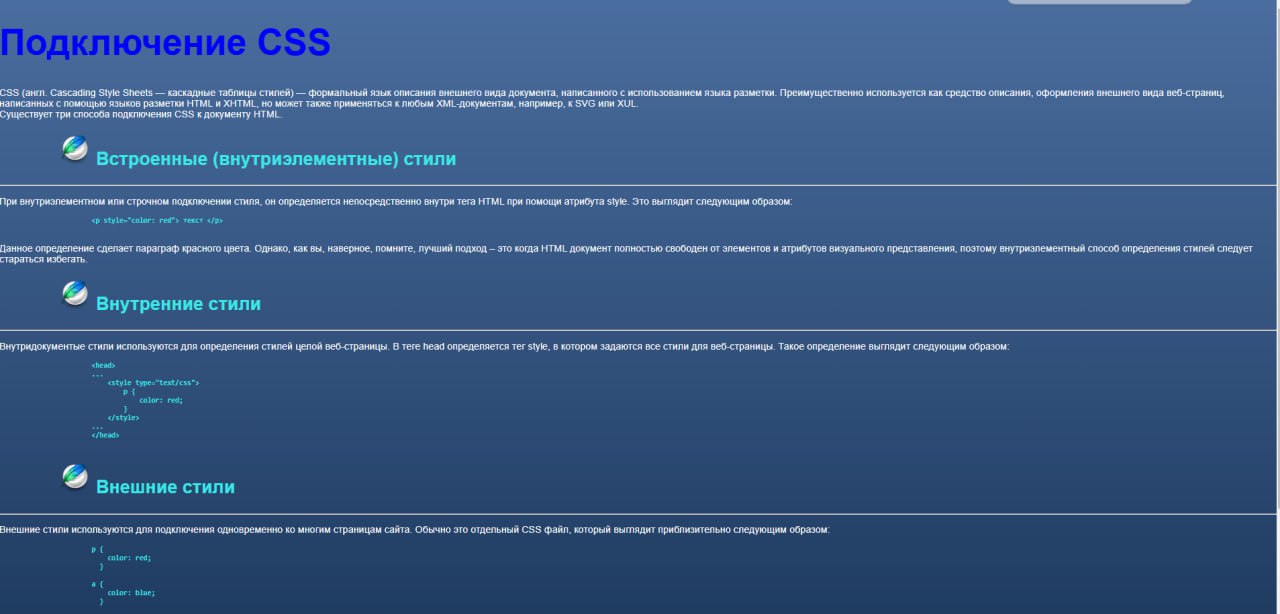 Подключение CSS
CSS (англ. Cascading Style Sheets — каскадные таблицы стилей) — формальный язык описания внешнего вида документа, написанного с использованием языка разметки. Преимущественно используется как средство описания, оформления внешнего вида веб-страниц,
написанных с помощью языков разметки HTML и XHTML, но может также применяться к любым XML-документам, например, к SVG или XUL.
Существует три способа подключения CSS к документу HTML.
Встроенные (внутриэлементные) стили
При внутриэлементном или строчном подключении стиля, он определяется непосредственно внутри тега HTML при помощи атрибута style. Это выглядит следующим образом:
<p style="color: red"> текст </p>
Данное определение сделает параграф красного цвета. Однако, как вы, наверное, помните, лучший подход – это когда HTML документ полностью свободен от элементов и атрибутов визуального представления, поэтому внутриэлементный способ определения стилей следует
стараться избегать.
Внутренние стили
Внутридокументые стили используются для определения стилей целой веб-страницы. В теге head определяется тег style, в котором задаются все стили для веб-страницы. Такое определение выглядит следующим образом:
<head>
...
<style type="text/css">
p {
color: red;
}
</style>
...
</head>
Внешние стили
Внешние стили используются для подключения одновременно ко многим страницам сайта. Обычно это отдельный CSS файл, который выглядит приблизительно следующим образом:
p {
color: red;
}
a {
color: blue;
}